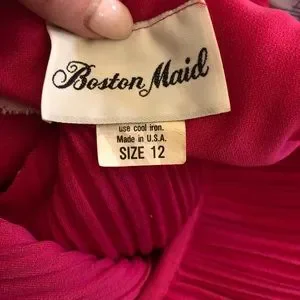 Boston Maid
use cool iron.
Made in U.S.A.
SIZE 12